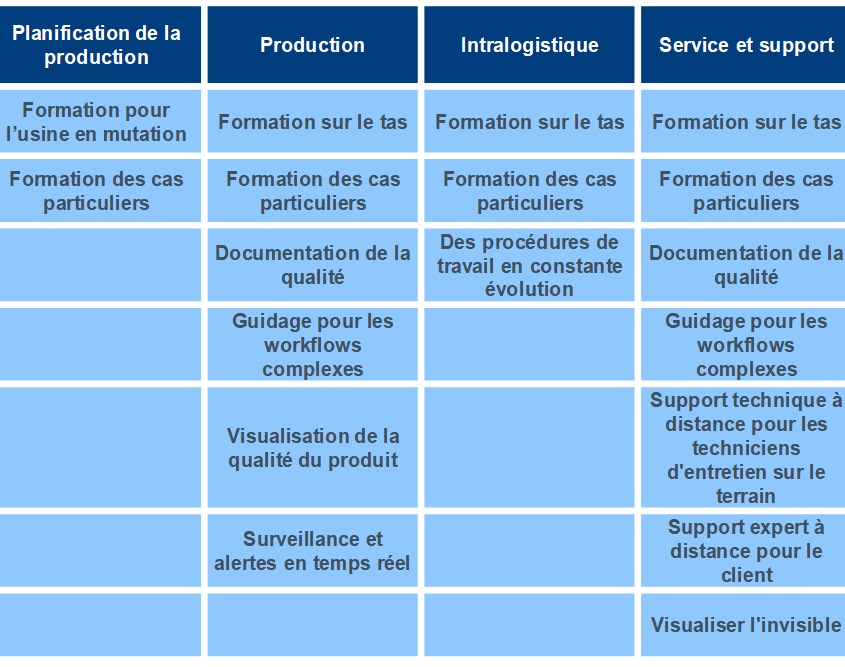 Planification de la
production
Production
Intralogistique
Service et support
Formation pour
l’usine en mutation
Formation sur le tas
Formation sur le tas
Formation sur le tas
Formation des cas
particuliers
Formation des cas
particuliers
Formation des cas
particuliers
Formation des cas
particuliers
Documentation de la
qualité
Des procédures de
travail en constante
évolution
Documentation de la
qualité
Guidage pour les
workflows
complexes
Guidage pour les
workflows
complexes
Visualisation de la
qualité du produit
Support technique à
distance pour les
techniciens
d'entretien sur le
terrain
Surveillance et
alertes en temps réel
Support expert à
distance pour le
client
Visualiser l'invisible